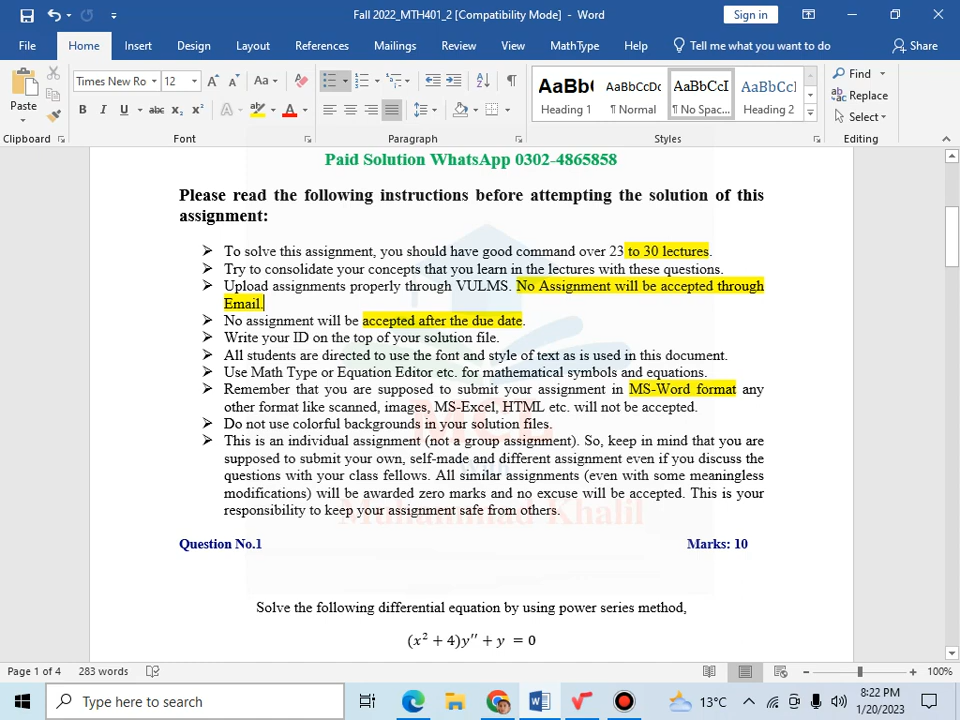 Fall 2022_MTH401_2 [Compatibility Mode] - Word
Sign in
File Home Insert Design Layout References Mailings Review View MathType Help Tell me what you want to do Share
Paste
Times New Ro 12 Aa
B I U abc x₂ x² A A
Clipboard Font Paragraph Styles Editing
AaBb( AaBbCcDc AaBbCcI AaBbCcI
Heading 1 ¶ Normal ¶ No Spac... Heading 2
Find
Replace
Select
Paid Solution WhatsApp 0302-4865858
Please read the following instructions before attempting the solution of this
assignment:
To solve this assignment, you should have good command over 23 to 30 lectures.
Try to consolidate your concepts that you learn in the lectures with these questions.
Upload assignments properly through VULMS. No Assignment will be accepted through
Email.
No assignment will be accepted after the due date.
Write your ID on the top of your solution file.
All students are directed to use the font and style of text as is used in this document.
Use Math Type or Equation Editor etc. for mathematical symbols and equations.
Remember that you are supposed to submit your assignment in MS-Word format any
other format like scanned, images, MS-Excel, HTML etc. will not be accepted.
Do not use colorful backgrounds in your solution files.
This is an individual assignment (not a group assignment). So, keep in mind that you are
supposed to submit your own, self-made and different assignment even if you discuss the
questions with your class fellows. All similar assignments (even with some meaningless
modifications) will be awarded zero marks and no excuse will be accepted. This is your
responsibility to keep your assignment safe from others.
Muhammad Khalil
Question No.1 Marks: 10
Solve the following differential equation by using power series method,
(x² + 4)y′′ + y = 0
Page 1 of 4 283 words 100%
Type here to search 13°C 8:22 PM
1/20/2023